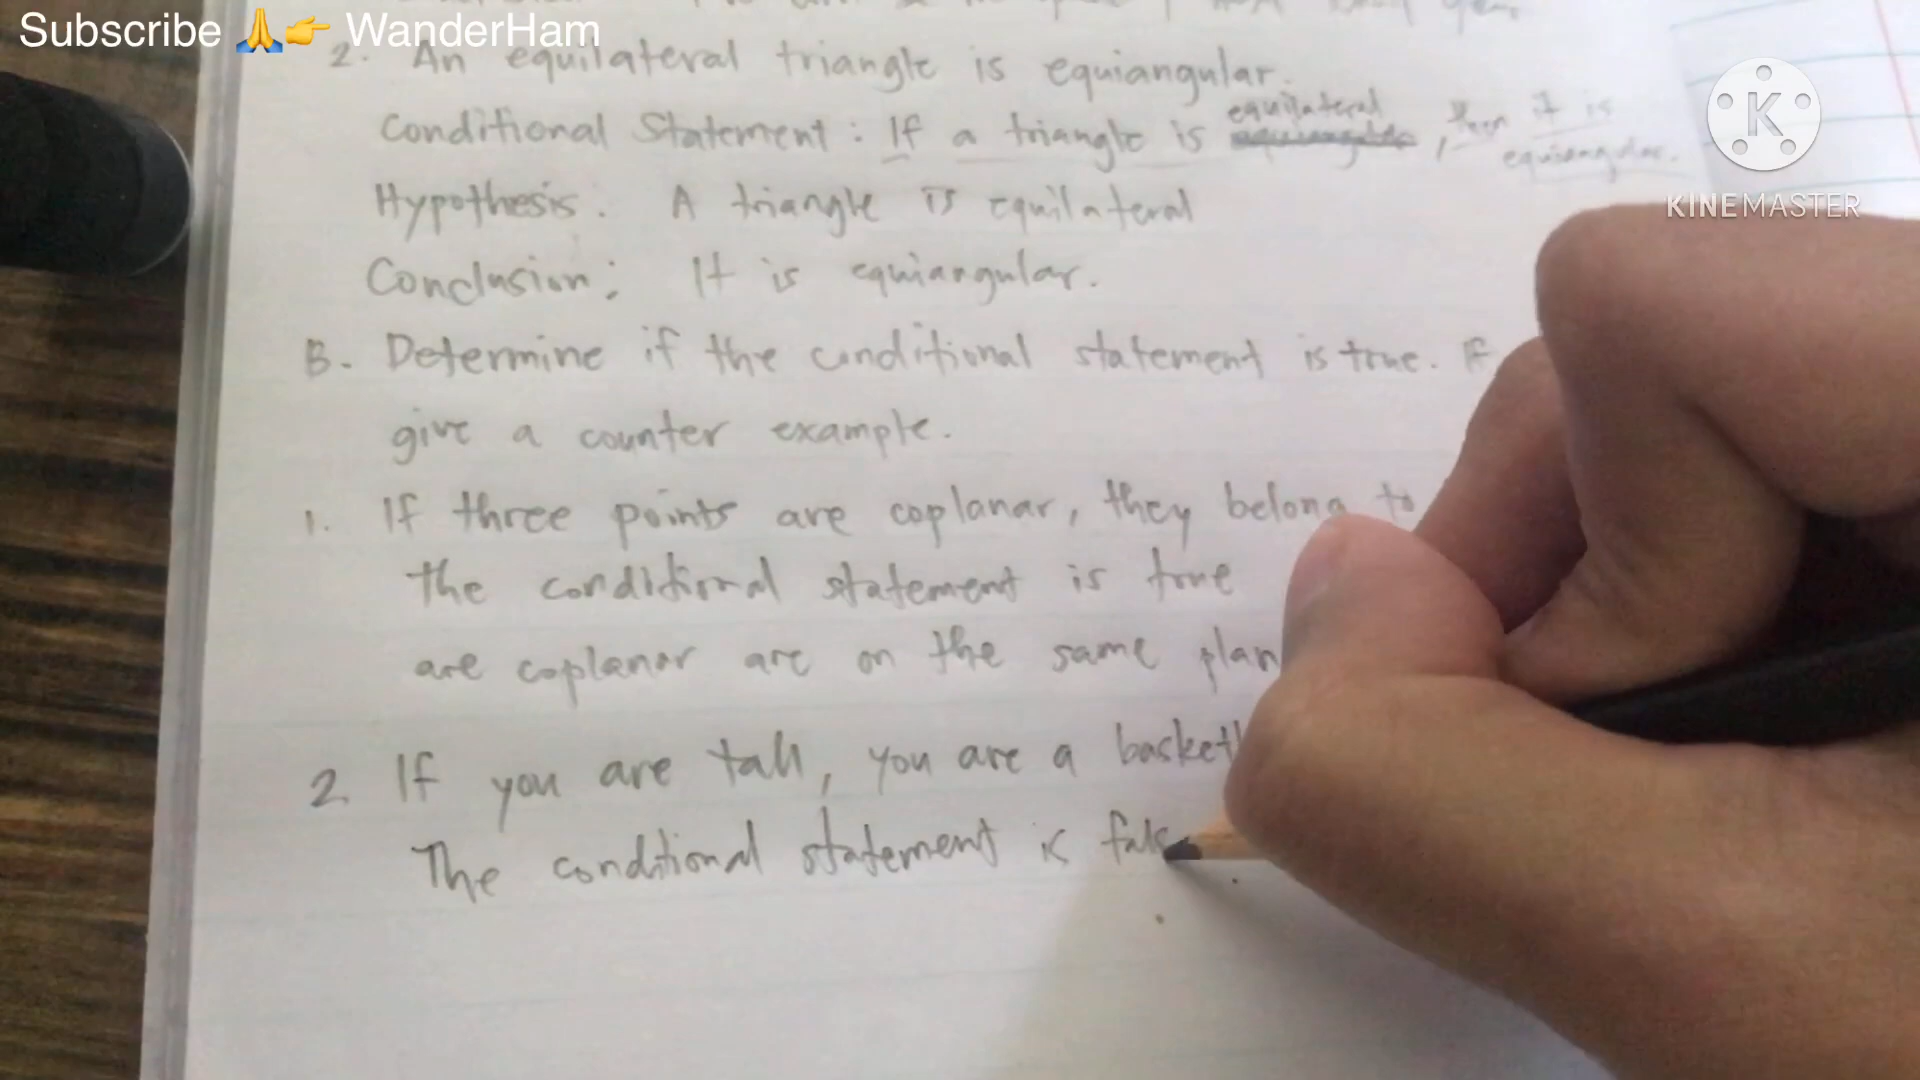 Subscribe 🙏👉 WanderHam
2. An equilateral triangle is equiangular.
Conditional Statement: If a triangle is equilateral, then it is
equiangular.
Hypothesis: A triangle is equilateral
Conclusion: It is equiangular.
B. Determine if the conditional statement is true. If
give a counter example.
1. If three points are coplanar, they belong to
the conditional statement is true
are coplanar are on the same plan
2. If you are tall, you are a basketb
The conditional statement is fals
K
KINEMASTER